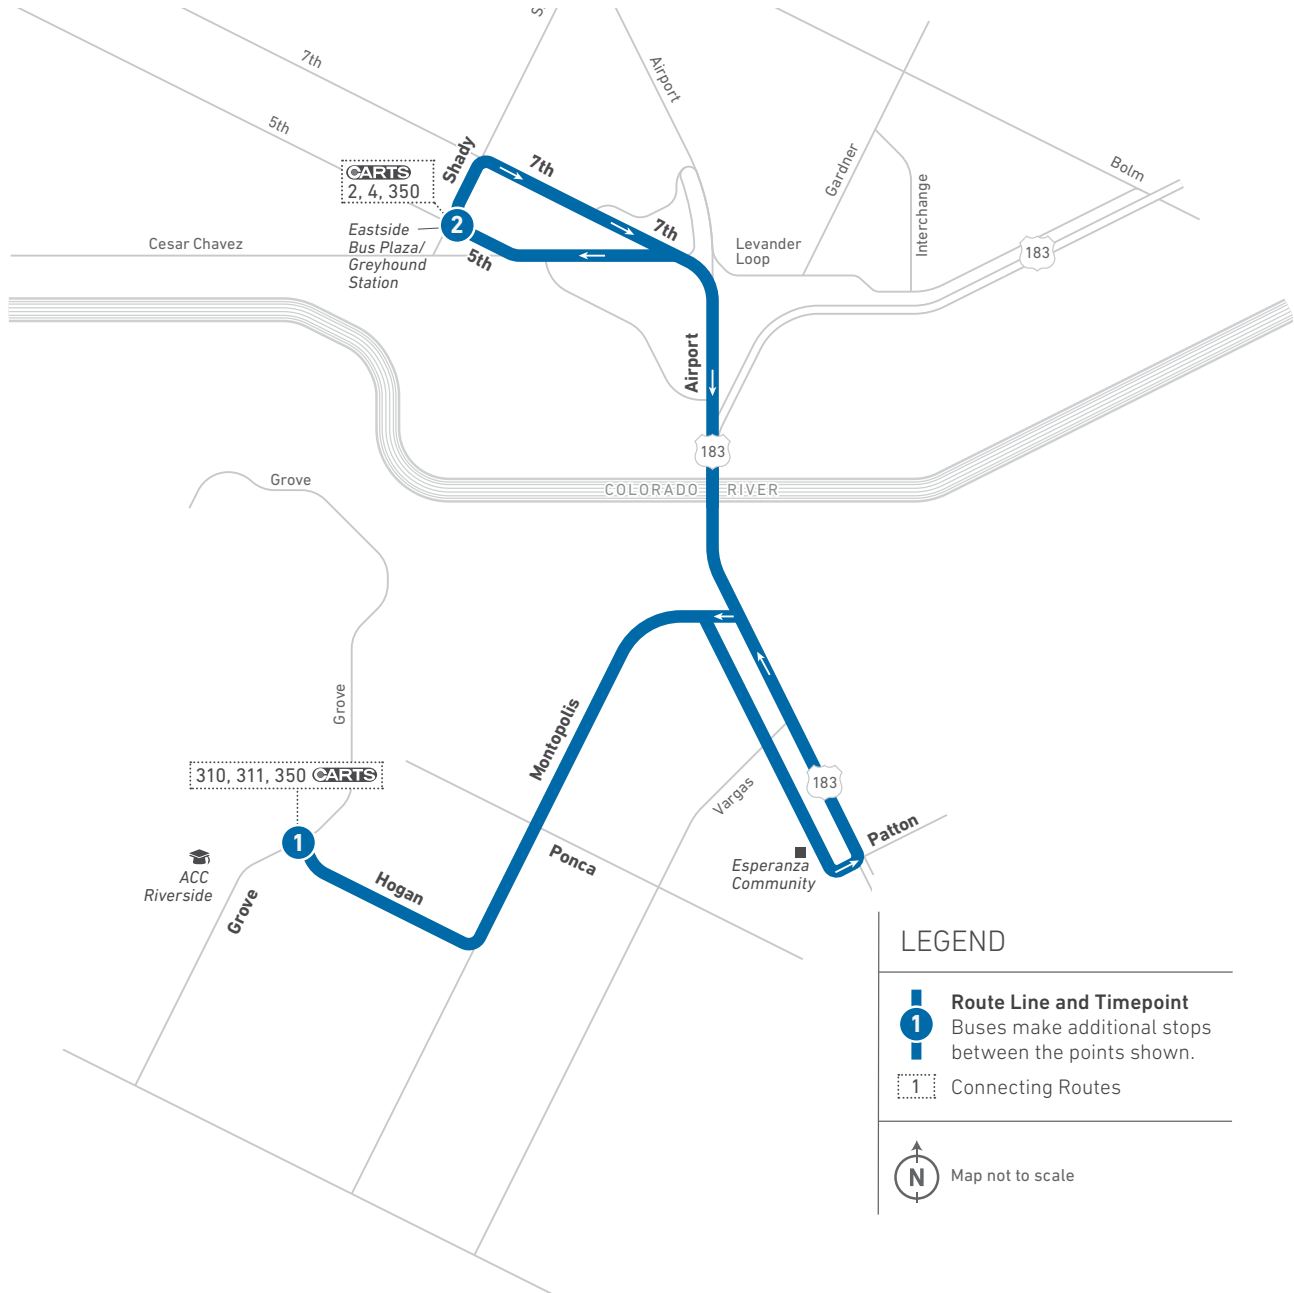 7th
5th
S
Airport
Gardner
Interchange
Bolm
183
CARTS
2, 4, 350
Shady
7th
2
7th
Eastside
Bus Plaza/
Greyhound
Station
5th
Cesar Chavez
Levander
Loop
Airport
183
COLORADO RIVER
Grove
Grove
Montopolis
310, 311, 350 CARTS
1
ACC
Riverside
Grove
Hogan
Ponca
Vargas
183
Patton
Esperanza
Community
LEGEND
1
Route Line and Timepoint
Buses make additional stops
between the points shown.
1
Connecting Routes
N
Map not to scale